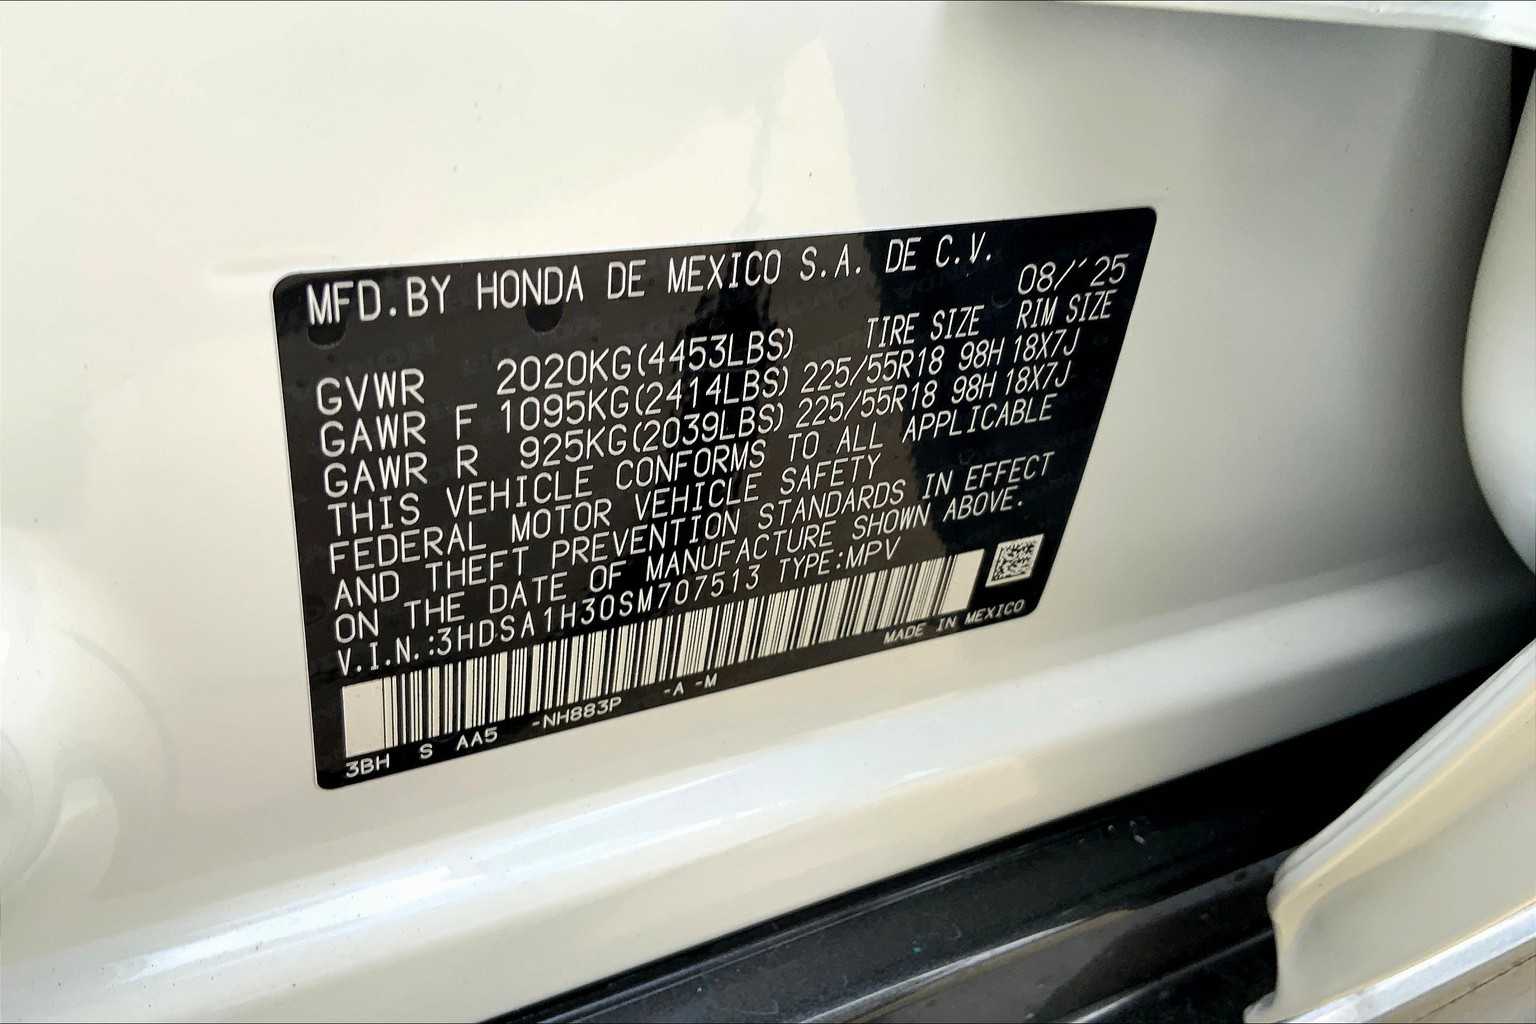 MFD.BY HONDA DE MEXICO S.A. DE C.V.
08/'25
TIRE SIZE RIM SIZE
GVWR 2020KG(4453LBS)
GAWR F 1095KG(2414LBS) 225/55R18 98H 18X7J
GAWR R 925KG(2039LBS) 225/55R18 98H 18X7J
THIS VEHICLE CONFORMS TO ALL APPLICABLE
FEDERAL MOTOR VEHICLE SAFETY
AND THEFT PREVENTION STANDARDS IN EFFECT
ON THE DATE OF MANUFACTURE SHOWN ABOVE.
V.I.N.:3HDSA1H30SM707513 TYPE:MPV
MADE IN MEXICO
3BH S AA5 -NH883P -A -M